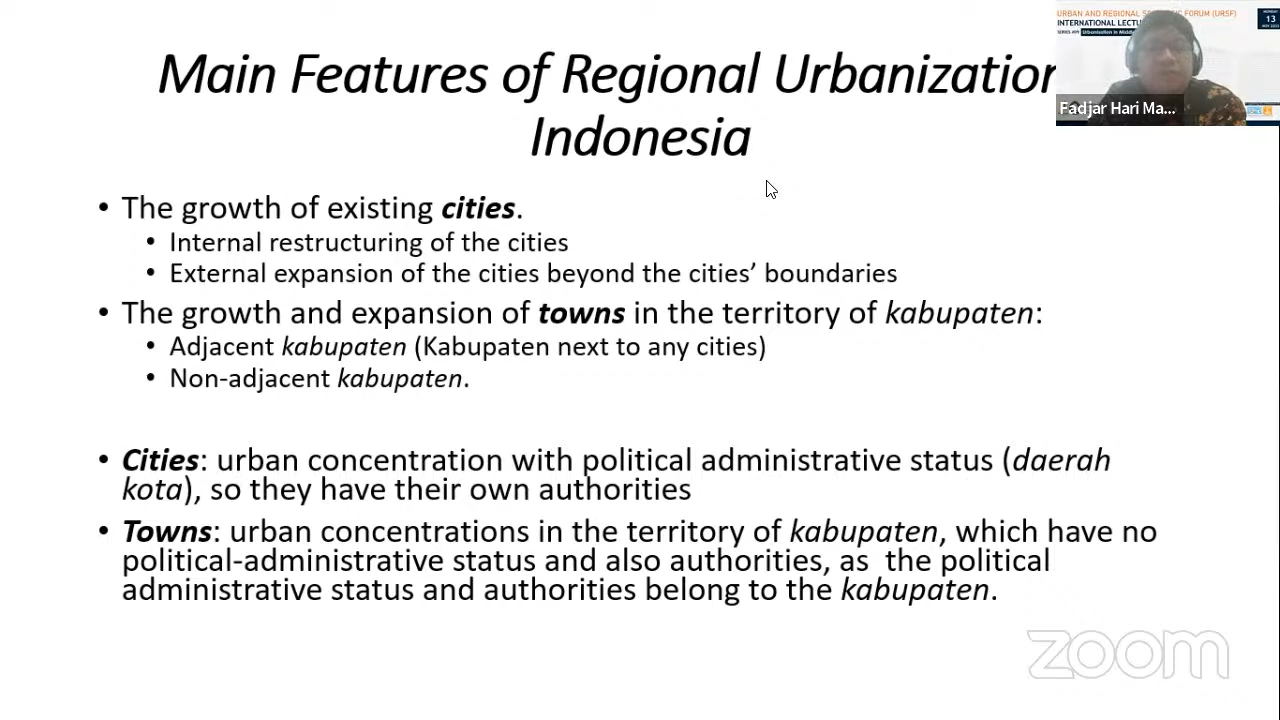 Main Features of Regional Urbanization
Indonesia
• The growth of existing cities.
• Internal restructuring of the cities
• External expansion of the cities beyond the cities’ boundaries
• The growth and expansion of towns in the territory of kabupaten:
• Adjacent kabupaten (Kabupaten next to any cities)
• Non-adjacent kabupaten.
• Cities: urban concentration with political administrative status (daerah
kota), so they have their own authorities
• Towns: urban concentrations in the territory of kabupaten, which have no
political-administrative status and also authorities, as the political
administrative status and authorities belong to the kabupaten.
URBAN AND REGIONAL FORUM (URSF)
INTERNATIONAL
Urbanisation in
13
Fadjar Hari Ma...
zoom